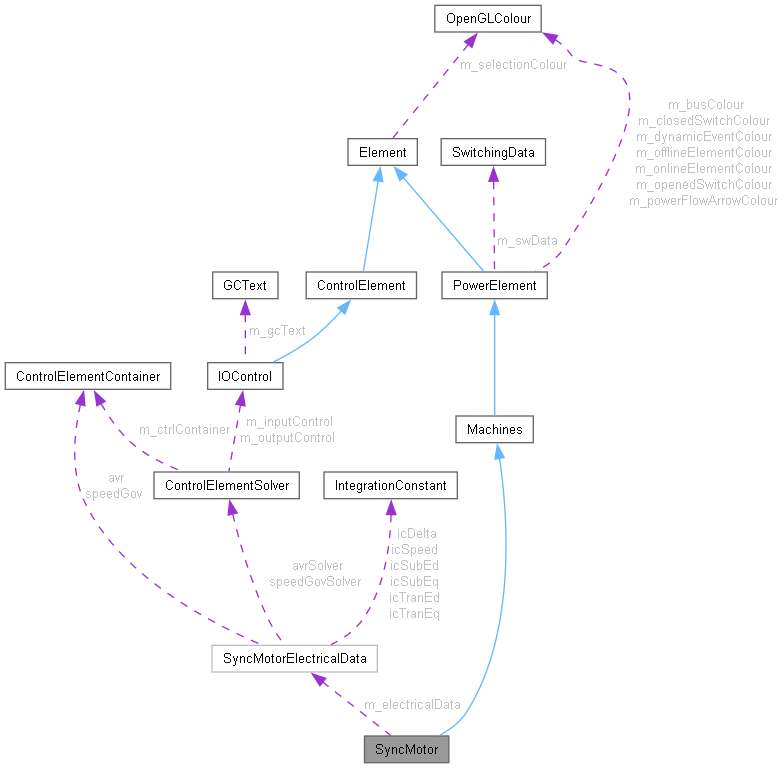 OpenGLColour
m_selectionColour
m_busColour
m_closedSwitchColour
m_dynamicEventColour
m_offlineElementColour
m_onlineElementColour
m_openedSwitchColour
m_powerFlowArrowColour
Element
SwitchingData
m_swData
GCText
ControlElement
PowerElement
m_gcText
ControlElementContainer
IOControl
m_ctrlContainer
m_inputControl
m_outputControl
Machines
avr
speedGov
ControlElementSolver
IntegrationConstant
avrSolver
speedGovSolver
icDelta
icSpeed
icSubEd
icSubEq
icTranEd
icTranEq
SyncMotorElectricalData
m_electricalData
SyncMotor